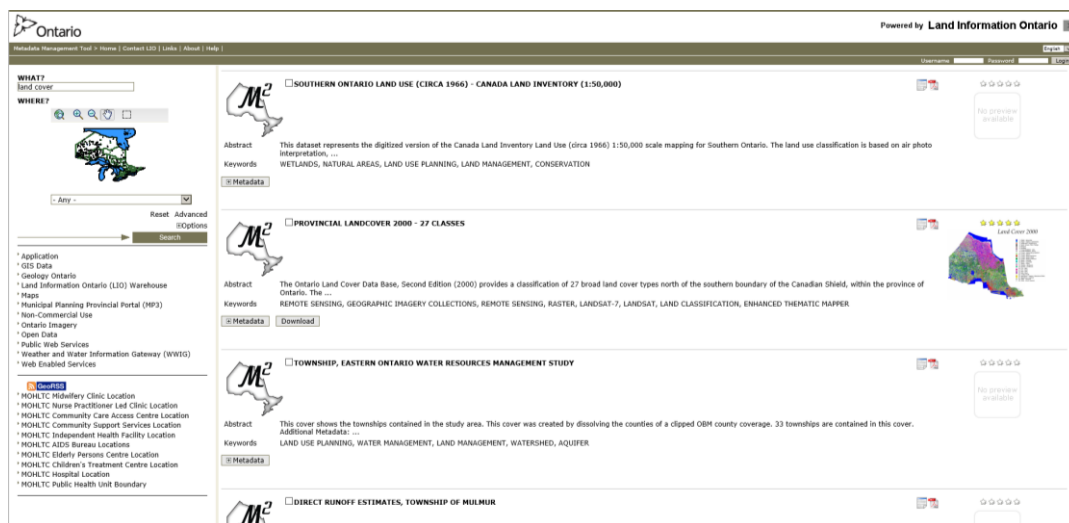 Ontario
Powered by Land Information Ontario
Metadata Management Tool > Home | Contact LIO | Links | About | Help |
English
Username Password Login
WHAT?
land cover
WHERE?
- Any -
Reset Advanced
Options
Search
Application
GIS Data
Geology Ontario
Land Information Ontario (LIO) Warehouse
Maps
Municipal Planning Provincial Portal (MP3)
Non-Commercial Use
Ontario Imagery
Open Data
Public Web Services
Weather and Water Information Gateway (WWIG)
Web Enabled Services
GeoRSS
MOHLTC Midwifery Clinic Location
MOHLTC Nurse Practitioner Led Clinic Location
MOHLTC Community Care Access Centre Location
MOHLTC Community Support Services Location
MOHLTC Independent Health Facility Location
MOHLTC AIDS Bureau Locations
MOHLTC Elderly Persons Centre Location
MOHLTC Children's Treatment Centre Location
MOHLTC Hospital Location
MOHLTC Public Health Unit Boundary
M2
SOUTHERN ONTARIO LAND USE (CIRCA 1966) - CANADA LAND INVENTORY (1:50,000)
No preview
available
Abstract This dataset represents the digitized version of the Canada Land Inventory Land Use (circa 1966) 1:50,000 scale mapping for Southern Ontario. The land use classification is based on air photo
interpretation, ...
Keywords WETLANDS, NATURAL AREAS, LAND USE PLANNING, LAND MANAGEMENT, CONSERVATION
Metadata
M2
PROVINCIAL LANDCOVER 2000 - 27 CLASSES
Land Cover 2000
Abstract The Ontario Land Cover Data Base, Second Edition (2000) provides a classification of 27 broad land cover types north of the southern boundary of the Canadian Shield, within the province of
Ontario. The ...
Keywords REMOTE SENSING, GEOGRAPHIC IMAGERY COLLECTIONS, REMOTE SENSING, RASTER, LANDSAT-7, LANDSAT, LAND CLASSIFICATION, ENHANCED THEMATIC MAPPER
Metadata Download
M2
TOWNSHIP, EASTERN ONTARIO WATER RESOURCES MANAGEMENT STUDY
No preview
available
Abstract This cover shows the townships contained in the study area. This cover was created by dissolving the counties of a clipped OBM county coverage. 33 townships are contained in this cover.
Additional Metadata: ...
Keywords LAND USE PLANNING, WATER MANAGEMENT, LAND MANAGEMENT, WATERSHED, AQUIFER
Metadata
M2
DIRECT RUNOFF ESTIMATES, TOWNSHIP OF MULMUR